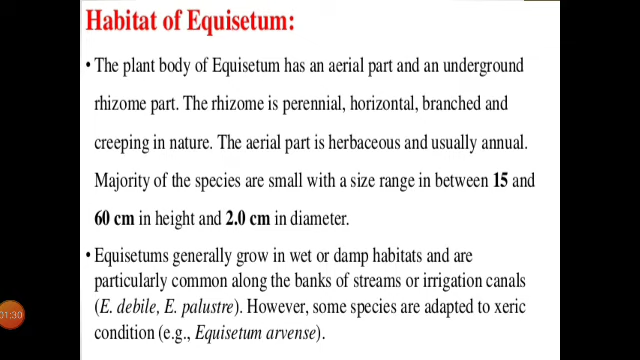 Habitat of Equisetum:
• The plant body of Equisetum has an aerial part and an underground
rhizome part. The rhizome is perennial, horizontal, branched and
creeping in nature. The aerial part is herbaceous and usually annual.
Majority of the species are small with a size range in between 15 and
60 cm in height and 2.0 cm in diameter.
• Equisetums generally grow in wet or damp habitats and are
particularly common along the banks of streams or irrigation canals
(E. debile, E. palustre). However, some species are adapted to xeric
condition (e.g., Equisetum arvense).
01:30